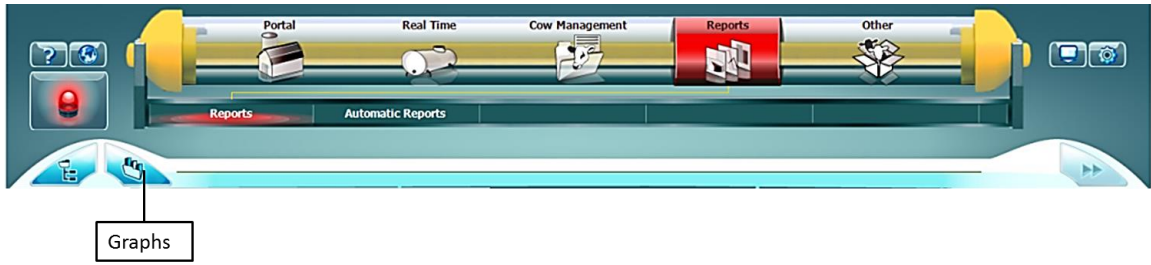 Portal Real Time Cow Management Reports Other
?
Reports Automatic Reports
Graphs